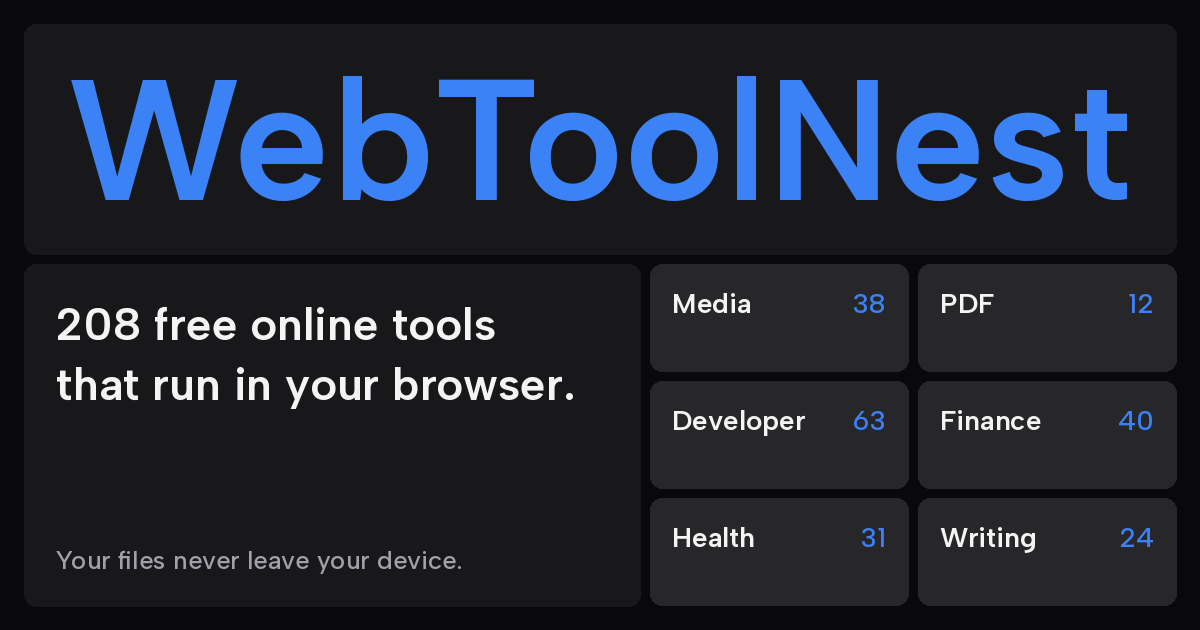 WebToolNest
208 free online tools
that run in your browser.
Your files never leave your device.
Media 38
PDF 12
Developer 63
Finance 40
Health 31
Writing 24